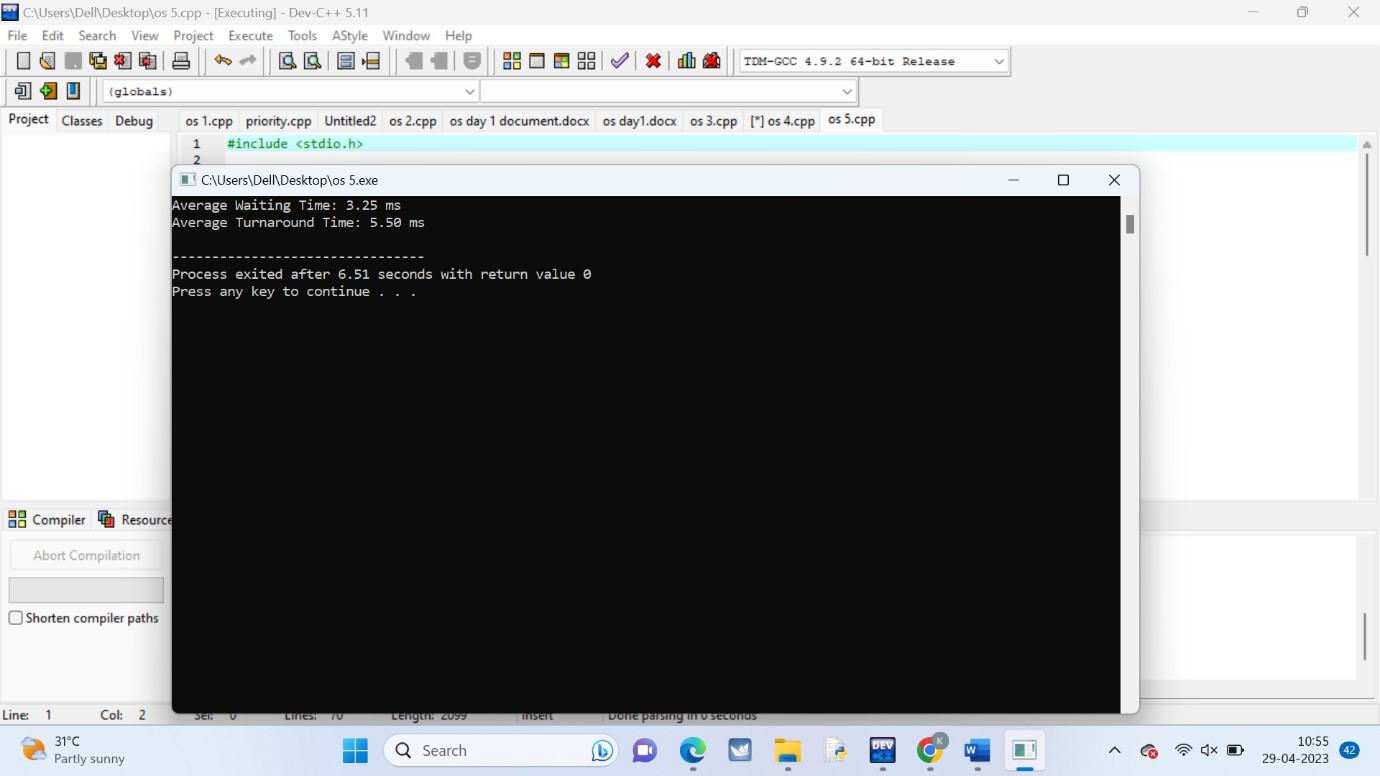 C:\Users\Dell\Desktop\os 5.cpp - [Executing] - Dev-C++ 5.11
File Edit Search View Project Execute Tools AStyle Window Help
TDM-GCC 4.9.2 64-bit Release
(globals)
Project Classes Debug
os 1.cpp priority.cpp Untitled2 os 2.cpp os day 1 document.docx os day1.docx os 3.cpp [*] os 4.cpp os 5.cpp
1 #include <stdio.h>
2
C:\Users\Dell\Desktop\os 5.exe
Average Waiting Time: 3.25 ms
Average Turnaround Time: 5.50 ms
--------------------------------
Process exited after 6.51 seconds with return value 0
Press any key to continue . . .
Compiler Resource
Abort Compilation
Shorten compiler paths
Line: 1 Col: 2 Sel: 0 Lines: 70 Length: 2099 Insert Done parsing in 0 seconds
31°C
Partly sunny
Search
DEV
K
10:55
29-04-2023
42